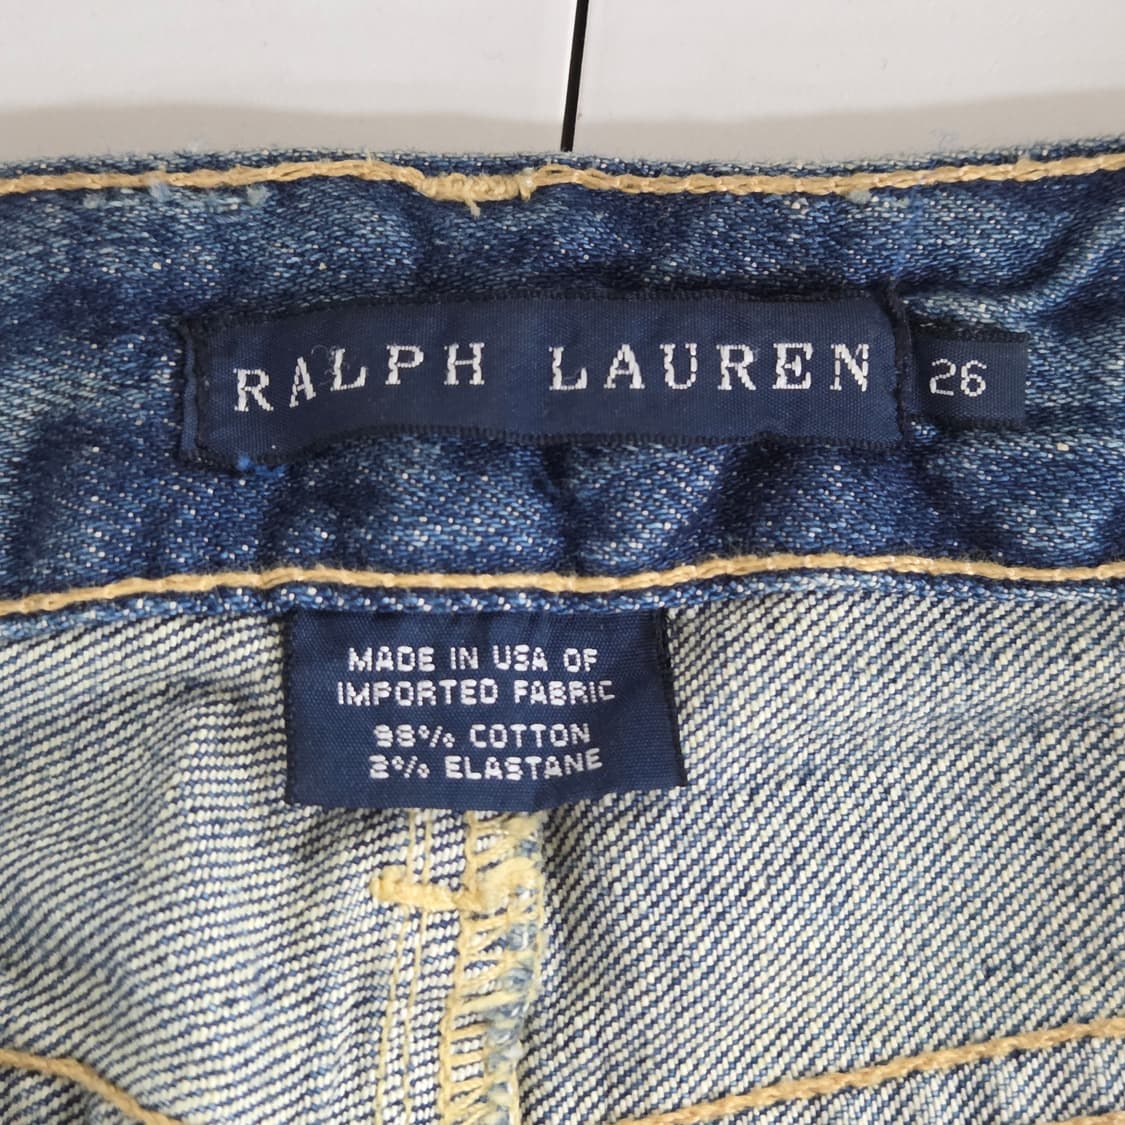 RALPH LAUREN 26
MADE IN USA OF
IMPORTED FABRIC
98% COTTON
2% ELASTANE